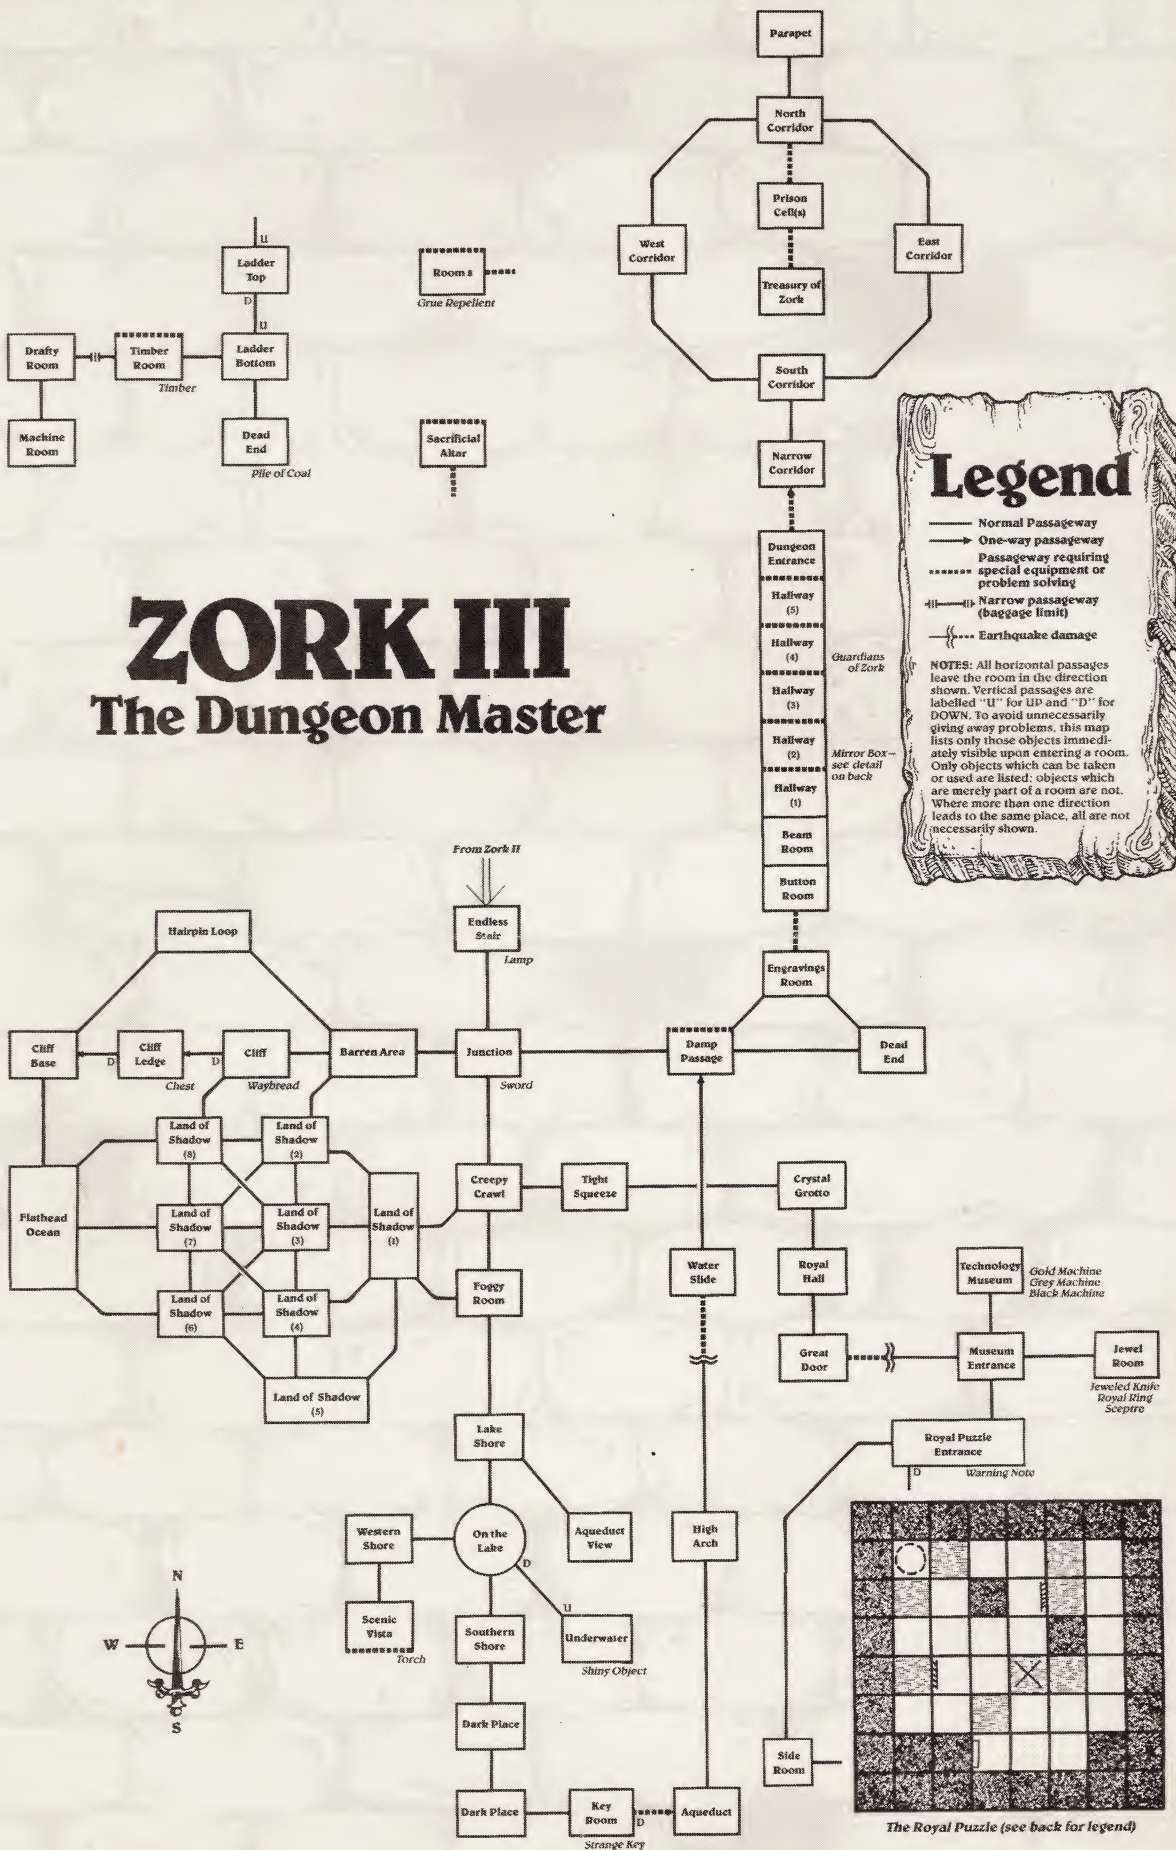 Parapet
North
Corridor
Prison
Cell(s)
West
Corridor
East
Corridor
Treasury of
Zork
South
Corridor
Narrow
Corridor
U
Ladder
Top
D
U
Room 8
Grue Repellent
Drafty
Room
Timber
Room
Timber
Ladder
Bottom
Machine
Room
Dead
End
Pile of Coal
Sacrificial
Altar
Legend
Normal Passageway
One-way passageway
Passageway requiring
special equipment or
problem solving
Narrow passageway
(baggage limit)
Earthquake damage
NOTES: All horizontal passages
leave the room in the direction
shown. Vertical passages are
labelled "U" for UP and "D" for
DOWN. To avoid unnecessarily
giving away problems, this map
lists only those objects immedi-
ately visible upon entering a room.
Only objects which can be taken
or used are listed; objects which
are merely part of a room are not.
Where more than one direction
leads to the same place, all are not
necessarily shown.
ZORK III
The Dungeon Master
Dungeon
Entrance
Hallway
(5)
Hallway
(4)
Guardians
of Zork
Hallway
(3)
Hallway
(2)
Mirror Box—
see detail
on back
Hallway
(1)
Beam
Room
Button
Room
Engravings
Room
From Zork II
Endless
Stair
Lamp
Hairpin Loop
Cliff
Base
D
Cliff
Ledge
Chest
D
Cliff
Waybread
Barren Area
Junction
Sword
Damp
Passage
Dead
End
Land of
Shadow
(8)
Land of
Shadow
(2)
Flathead
Ocean
Land of
Shadow
(7)
Land of
Shadow
(3)
Land of
Shadow
(1)
Land of
Shadow
(6)
Land of
Shadow
(4)
Land of Shadow
(5)
Creepy
Crawl
Tight
Squeeze
Crystal
Grotto
Foggy
Room
Water
Slide
Royal
Hall
Technology
Museum
Gold Machine
Grey Machine
Black Machine
Great
Door
Museum
Entrance
Jewel
Room
Jeweled Knife
Royal Ring
Sceptre
Lake
Shore
Royal Puzzle
Entrance
D
Warning Note
Western
Shore
On the
Lake
D
Aqueduct
View
High
Arch
Scenic
Vista
Torch
Southern
Shore
U
Underwater
Shiny Object
N
W
E
S
Dark Place
Side
Room
Dark Place
Key
Room
D
Strange Key
Aqueduct
The Royal Puzzle (see back for legend)